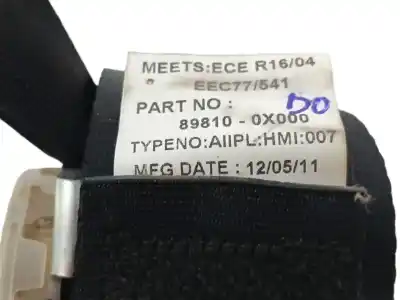 MEETS:ECE R16/04
EEC77/541
PART NO : DO
89810 - 0X000
TYPENO:AIIPL:HMI:007
MFG DATE : 12/05/11